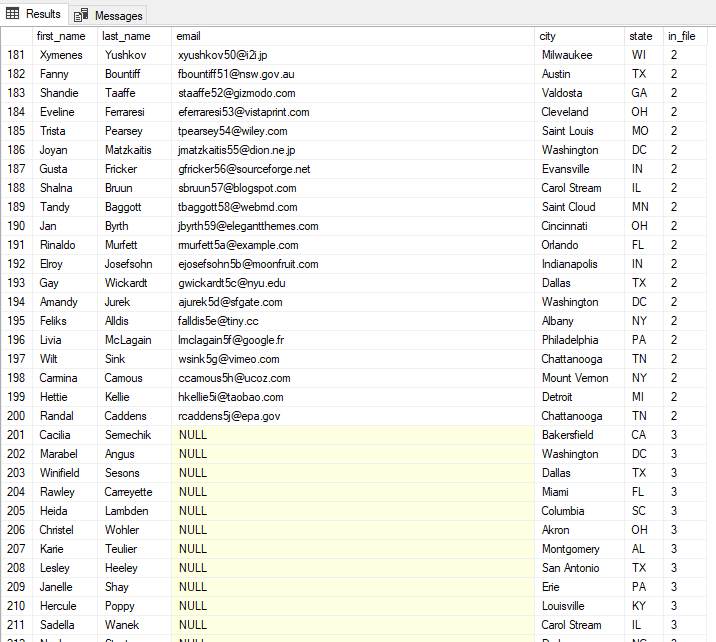 Results Messages
first_name last_name email city state in_file
181 Xymenes Yushkov xyushkov50@i2i.jp Milwaukee WI 2
182 Fanny Bountiff fbountiff51@nsw.gov.au Austin TX 2
183 Shandie Taaffe staaffe52@gizmodo.com Valdosta GA 2
184 Eveline Ferraresi eferraresi53@vistaprint.com Cleveland OH 2
185 Trista Pearsey tpearsey54@wiley.com Saint Louis MO 2
186 Joyan Matzkaitis jmatzkaitis55@dion.ne.jp Washington DC 2
187 Gusta Fricker gfricker56@sourceforge.net Evansville IN 2
188 Shalna Bruun sbruun57@blogspot.com Carol Stream IL 2
189 Tandy Baggott tbaggott58@webmd.com Saint Cloud MN 2
190 Jan Byrth jbyrth59@elegantthemes.com Cincinnati OH 2
191 Rinaldo Murfett rmurfett5a@example.com Orlando FL 2
192 Elroy Josefsohn ejosefsohn5b@moonfruit.com Indianapolis IN 2
193 Gay Wickardt gwickardt5c@nyu.edu Dallas TX 2
194 Amandy Jurek ajurek5d@sfgate.com Washington DC 2
195 Feliks Alldis falldis5e@tiny.cc Albany NY 2
196 Livia McLagain lmclagain5f@google.fr Philadelphia PA 2
197 Wilt Sink wsink5g@vimeo.com Chattanooga TN 2
198 Carmina Camous ccamous5h@ucoz.com Mount Vernon NY 2
199 Hettie Kellie hkellie5i@taobao.com Detroit MI 2
200 Randal Caddens rcaddens5j@epa.gov Chattanooga TN 2
201 Cacilia Semechik NULL Bakersfield CA 3
202 Marabel Angus NULL Washington DC 3
203 Winifield Sesons NULL Dallas TX 3
204 Rawley Carreyette NULL Miami FL 3
205 Heida Lambden NULL Columbia SC 3
206 Christel Wohler NULL Akron OH 3
207 Karie Teulier NULL Montgomery AL 3
208 Lesley Heeley NULL San Antonio TX 3
209 Janelle Shay NULL Erie PA 3
210 Hercule Poppy NULL Louisville KY 3
211 Sadella Wanek NULL Carol Stream IL 3